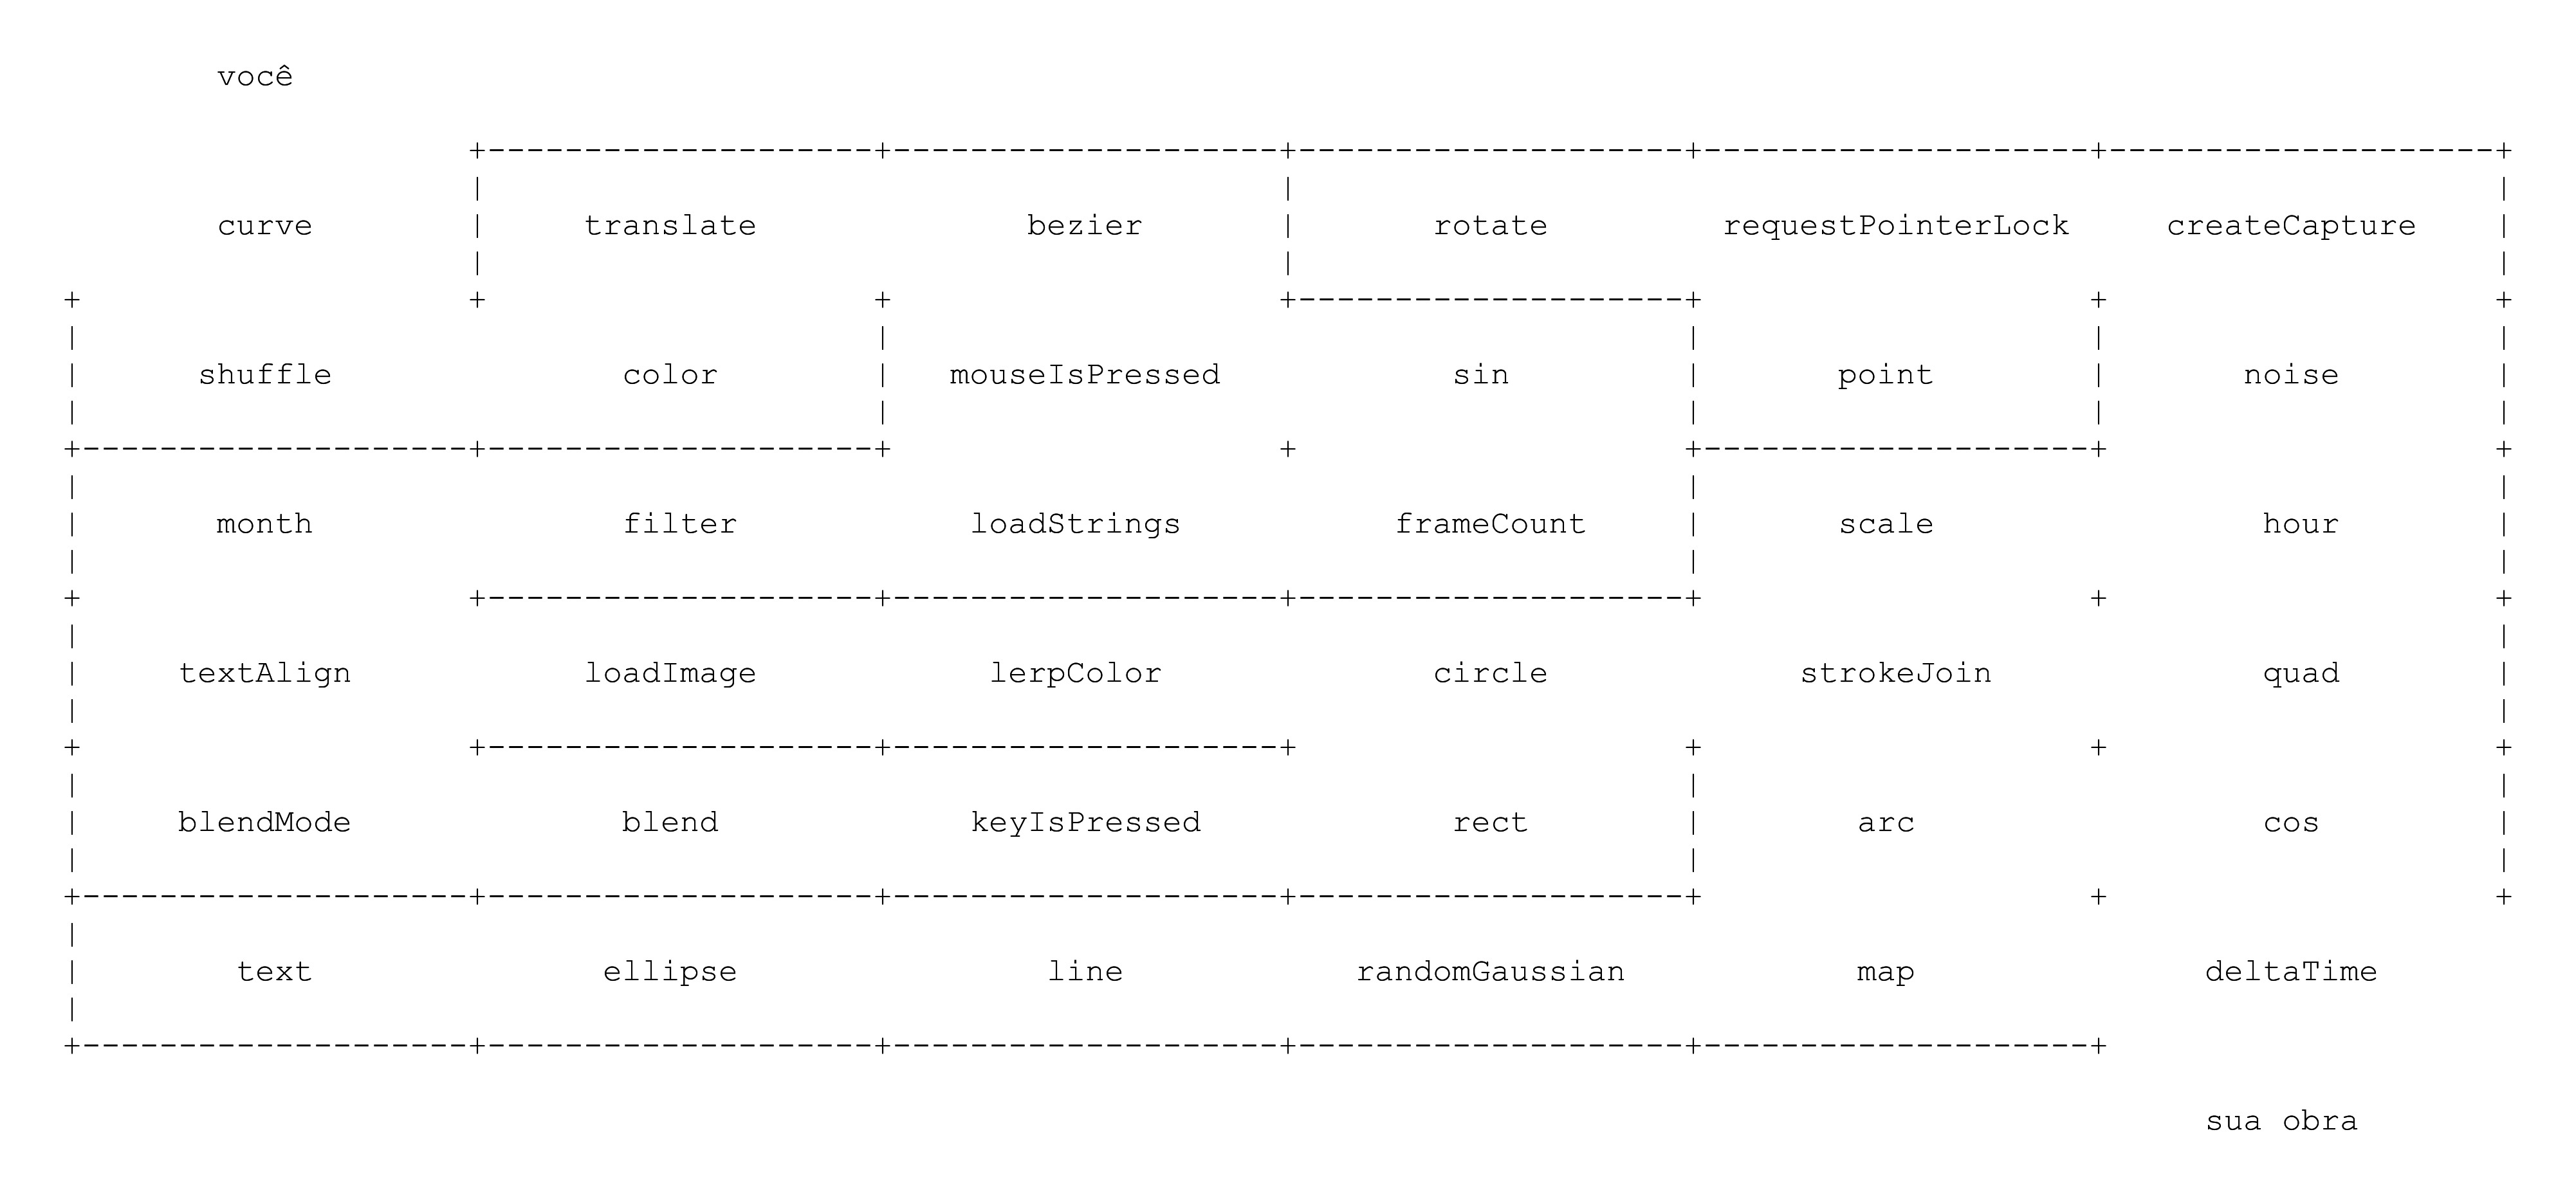 você
curve translate bezier rotate requestPointerLock createCapture
shuffle color mouseIsPressed sin point noise
month filter loadStrings frameCount scale hour
textAlign loadImage lerpColor circle strokeJoin quad
blendMode blend keyIsPressed rect arc cos
text ellipse line randomGaussian map deltaTime
sua obra